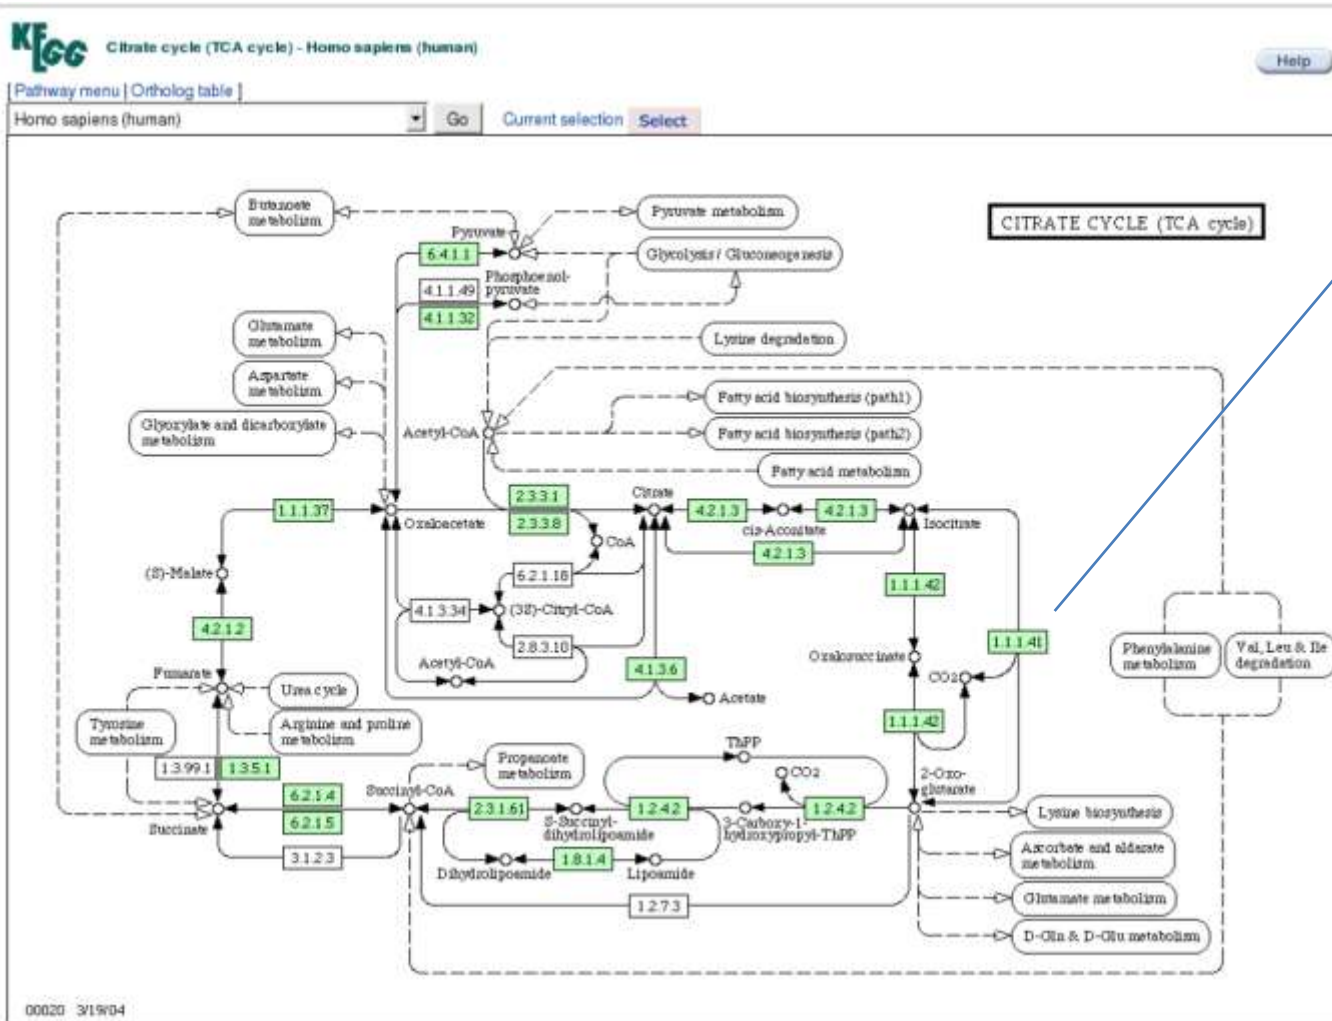 KEGG
Citrate cycle (TCA cycle) - Homo sapiens (human)
Help
[ Pathway menu | Ortholog table ]
Homo sapiens (human)
Go
Current selection
Select
CITRATE CYCLE (TCA cycle)
Butanoate
metabolism
Pyruvate metabolism
Pyruvate
6.4.1.1
Glycolysis / Gluconeogenesis
4.1.1.49
Phosphoenol-
pyruvate
4.1.1.32
Glutamate
metabolism
Lysine degradation
Aspartate
metabolism
Fatty acid biosynthesis (path1)
Glyoxylate and dicarboxylate
metabolism
Acetyl-CoA
Fatty acid biosynthesis (path2)
Fatty acid metabolism
1.1.1.37
Oxaloacetate
2.3.3.1
2.3.3.8
Citrate
4.2.1.3
cis-Aconitate
4.2.1.3
Isocitrate
CoA
4.2.1.3
(S)-Malate
6.2.1.18
1.1.1.42
4.1.3.34
(3S)-Citryl-CoA
4.2.1.2
2.8.3.10
1.1.1.41
Oxalosuccinate
Phenylalanine
metabolism
Val, Leu & Ile
degradation
Fumarate
Acetyl-CoA
4.1.3.6
CO2
Urea cycle
Acetate
Tyrosine
metabolism
Arginine and proline
metabolism
1.1.1.42
1.3.99.1
1.3.5.1
Propanoate
metabolism
ThPP
CO2
2-Oxo-
glutarate
6.2.1.4
6.2.1.5
Succinyl-CoA
2.3.1.61
1.2.4.2
1.2.4.2
Lysine biosynthesis
Succinate
S-Succinyl-
dihydrolipoamide
3-Carboxy-1-
hydroxypropyl-ThPP
3.1.2.3
Dihydrolipoamide
1.8.1.4
Lipoamide
Ascorbate and aldarate
metabolism
1.2.7.3
Glutamate metabolism
D-Gln & D-Glu metabolism
00020 3/19/04